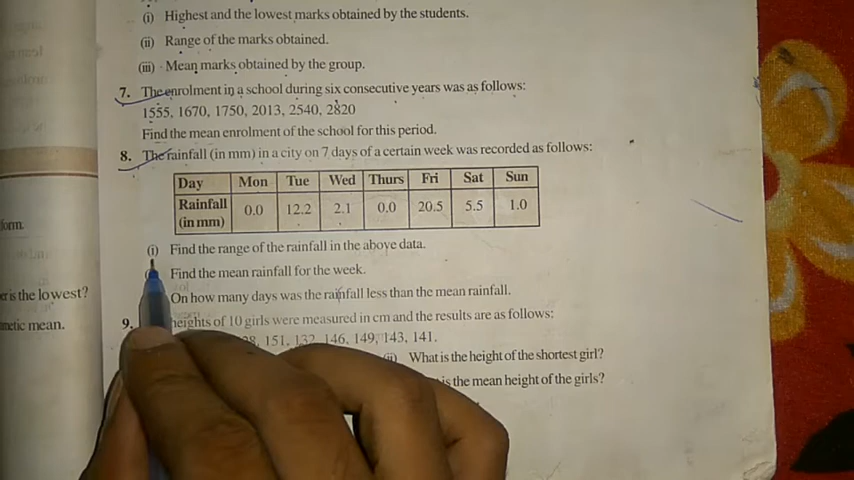 (i) Highest and the lowest marks obtained by the students.
(ii) Range of the marks obtained.
(iii) Mean marks obtained by the group.
7. The enrolment in a school during six consecutive years was as follows:
1555, 1670, 1750, 2013, 2540, 2820
Find the mean enrolment of the school for this period.
8. The rainfall (in mm) in a city on 7 days of a certain week was recorded as follows:
Day Mon Tue Wed Thurs Fri Sat Sun
Rainfall (in mm) 0.0 12.2 2.1 0.0 20.5 5.5 1.0
(i) Find the range of the rainfall in the above data.
Find the mean rainfall for the week.
On how many days was the rainfall less than the mean rainfall.
9. heights of 10 girls were measured in cm and the results are as follows:
151, 132, 146, 149, 143, 141.
(ii) What is the height of the shortest girl?
is the mean height of the girls?
form.
is the lowest?
mean.